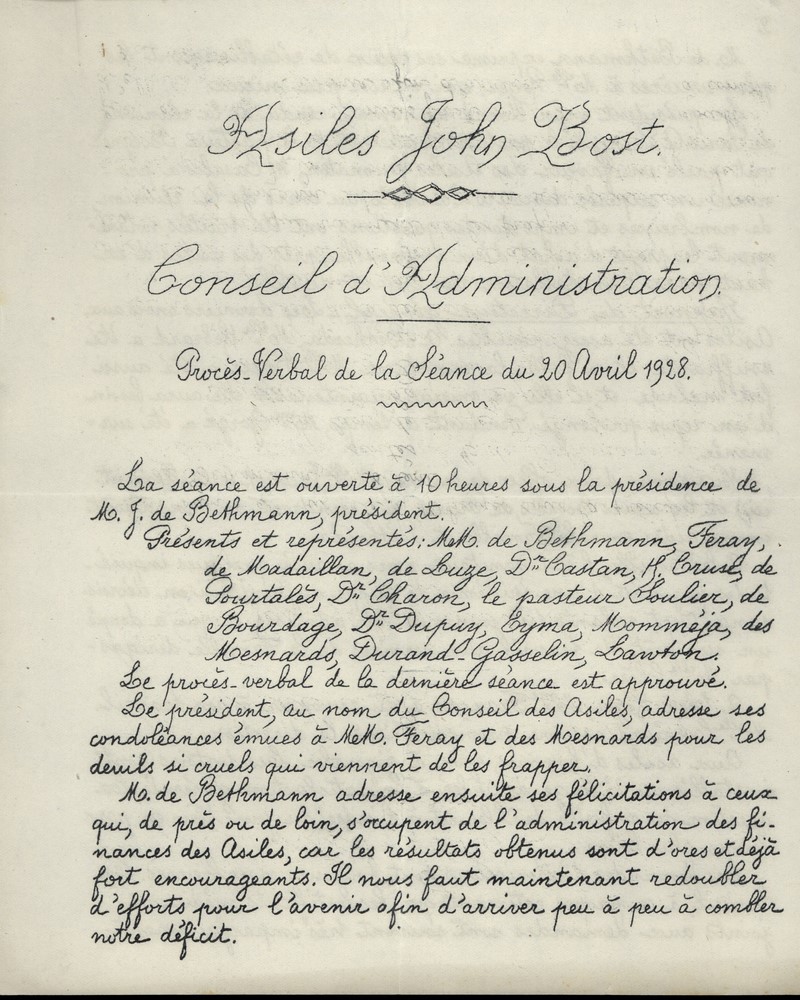 Asiles John Bost.
Conseil d'Administration.
Procès-Verbal de la Séance du 20 Avril 1928.
La séance est ouverte à 10 heures sous la présidence de
M. J. de Bethmann, président.
Présents et représentés: MM. de Bethmann, Feray,
de Madaillan, de Luze, Dr Castan, H. Cruse, de
Pourtalès, Dr Charon, le pasteur Soulier, de
Bourdage, Dr Dupuy, Eyma, Momméja, des
Mesnards, Durand-Gasselin, Lawton.
Le procès-verbal de la dernière séance est approuvé.
Le président, au nom du Conseil des Asiles, adresse ses
condoléances émues à MM. Feray et des Mesnards pour les
deuils si cruels qui viennent de les frapper.
M. de Bethmann adresse ensuite ses félicitations à ceux
qui, de près ou de loin, s'occupent de l'administration des fi-
nances des Asiles, car les résultats obtenus sont d'ores et déjà
fort encourageants. Il nous faut maintenant redoubler
d'efforts pour l'avenir afin d'arriver peu à peu à combler
notre déficit.